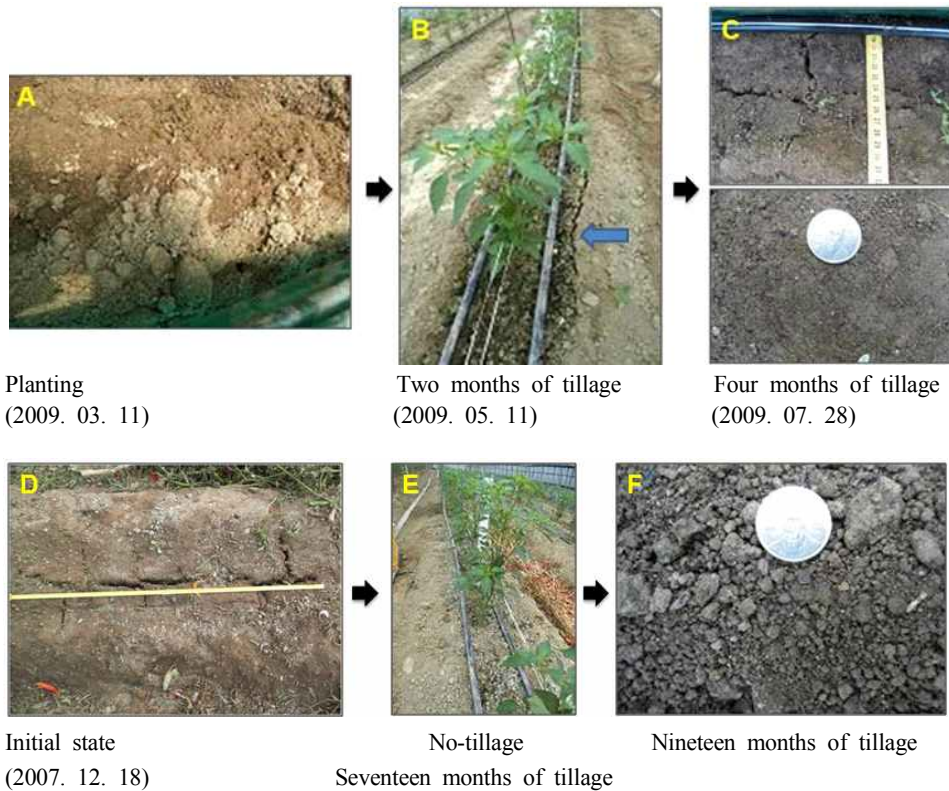 A
B
C
Planting
(2009. 03. 11)
Two months of tillage
(2009. 05. 11)
Four months of tillage
(2009. 07. 28)
D
E
F
Initial state
(2007. 12. 18)
No-tillage
Seventeen months of tillage
Nineteen months of tillage